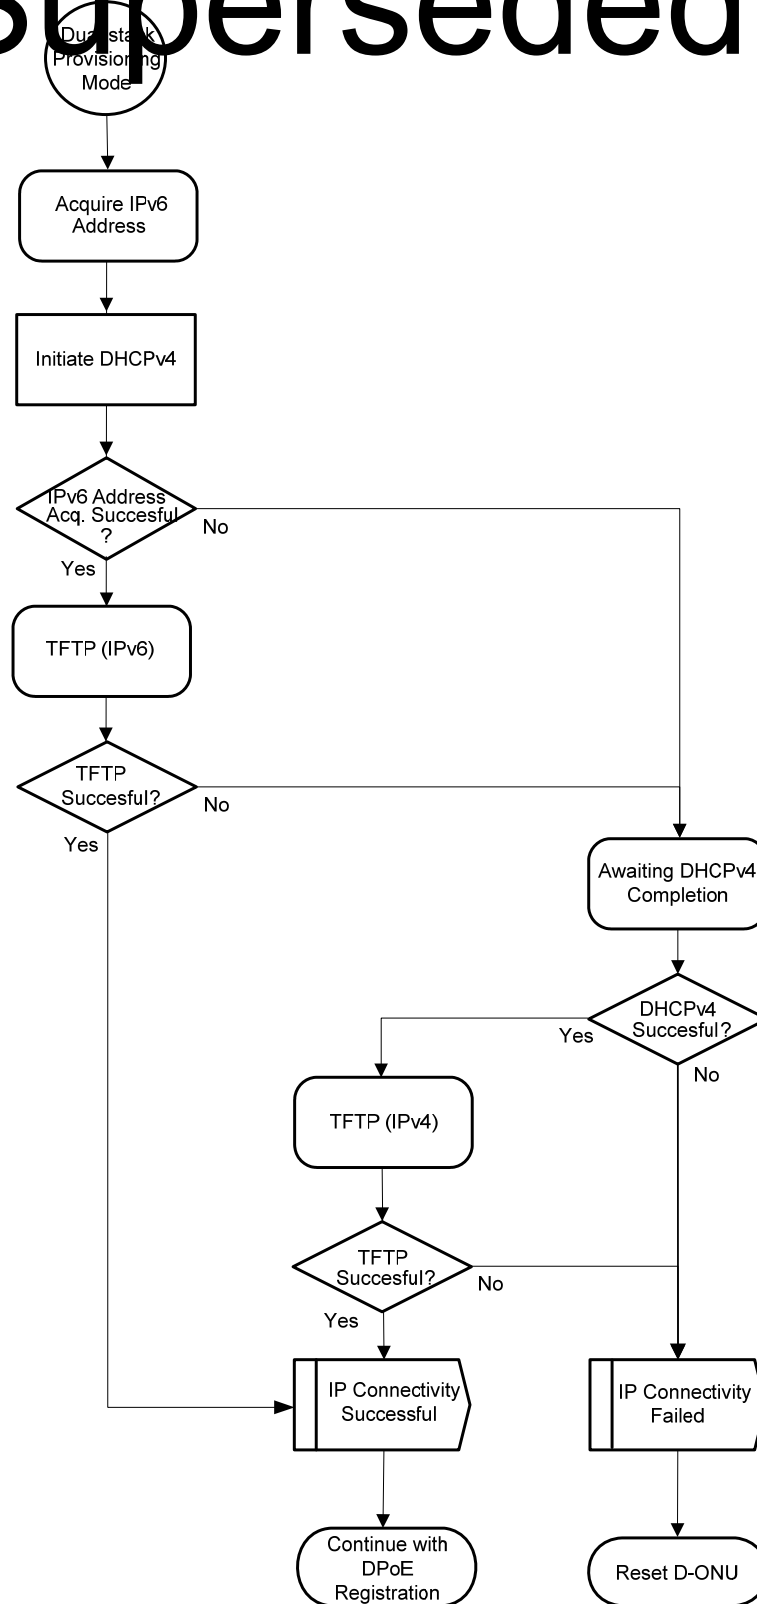 Superseded
Dual-stack
Provisioning
Mode
Acquire IPv6
Address
Initiate DHCPv4
IPv6 Address
Acq. Succesful
?
No
Yes
TFTP (IPv6)
TFTP
Succesful?
No
Yes
Awaiting DHCPv4
Completion
DHCPv4
Succesful?
Yes
No
TFTP (IPv4)
TFTP
Succesful?
No
Yes
IP Connectivity
Successful
IP Connectivity
Failed
Continue with
DPoE
Registration
Reset D-ONU